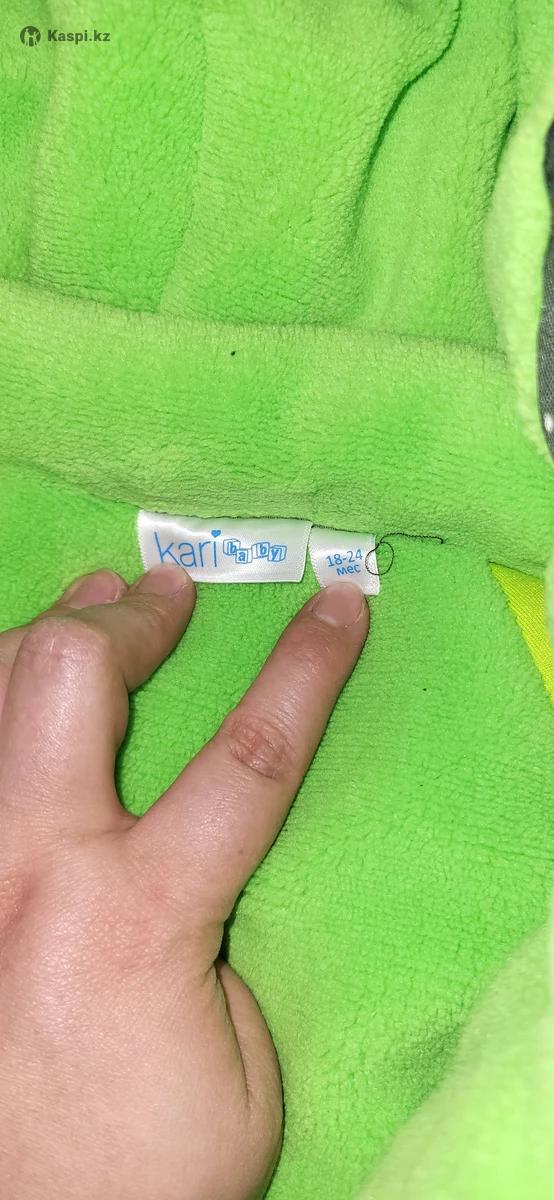 Kaspi.kz
kari baby
18-24
мес